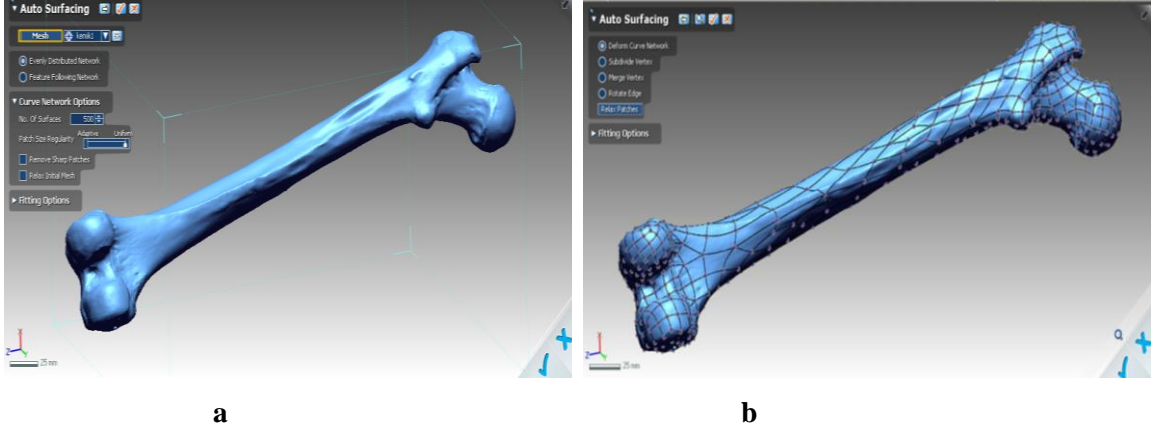 Auto Surfacing
Mesh kemik1
Evenly Distributed Network
Feature Following Network
Curve Network Options
No. Of Surfaces 500
Adaptive Uniform
Patch Size Regularity
Remove Sharp Patches
Relax Initial Mesh
Fitting Options
X
Z Y
25 mm
a
Auto Surfacing
Deform Curve Network
Subdivide Vertex
Merge Vertex
Rotate Edge
Relax Patches
Fitting Options
X
Z Y
25 mm
b